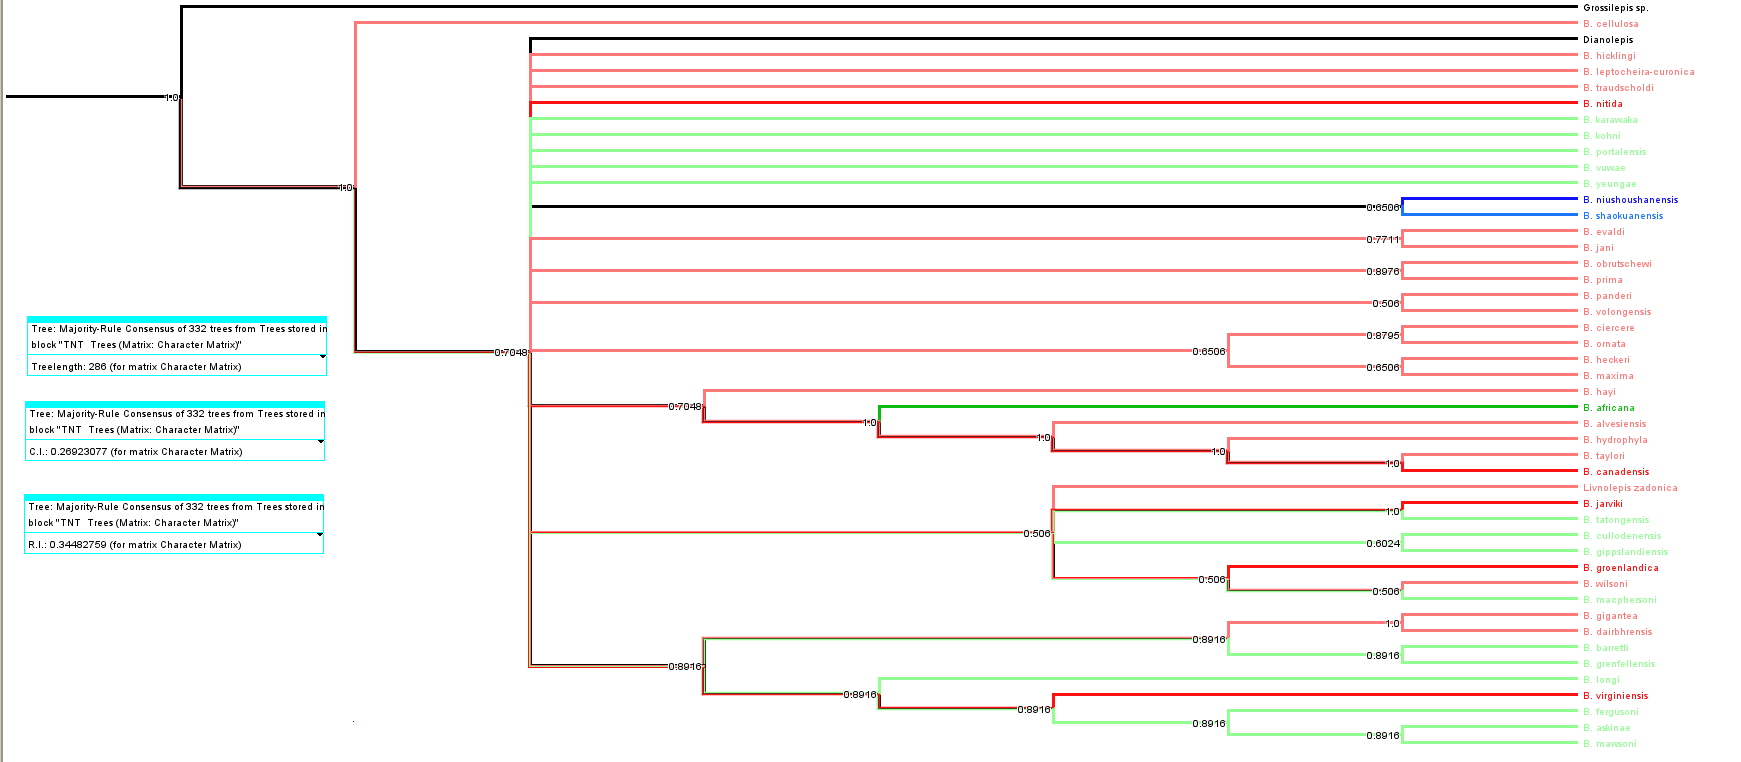 Grossilepis sp.
B. cellulosa
Dianolepis
B. hicklingi
B. leptocheira-curonica
B. traudscholdi
B. nitida
B. karawaka
B. kohni
B. portalensis
B. vuwae
B. yeungae
B. niushoushanensis
B. shaokuanensis
B. evaldi
B. jani
B. obrutschewi
B. prima
B. panderi
B. volongensis
B. ciercere
B. ornata
B. heckeri
B. maxima
B. hayi
B. africana
B. alvesiensis
B. hydrophyla
B. taylori
B. canadensis
Livnolepis zadonica
B. jarviki
B. tatongensis
B. cullodenensis
B. gippslandiensis
B. groenlandica
B. wilsoni
B. macphersoni
B. gigantea
B. dairbhrensis
B. barretti
B. grenfellensis
B. longi
B. virginiensis
B. fergusoni
B. askinae
B. mawsoni
1.0
1.0
0.7048
0.6506
0.7711
0.8976
0.506
0.8795
0.6506
0.6506
0.7048
1.0
1.0
1.0
1.0
1.0
0.506
0.6024
0.506
0.506
1.0
0.8916
0.8916
0.8916
0.8916
0.8916
0.8916
0.8916
Tree: Majority-Rule Consensus of 332 trees from Trees stored in
block "TNT Trees (Matrix: Character Matrix)"
Treelength: 286 (for matrix Character Matrix)
Tree: Majority-Rule Consensus of 332 trees from Trees stored in
block "TNT Trees (Matrix: Character Matrix)"
C.I.: 0.26923077 (for matrix Character Matrix)
Tree: Majority-Rule Consensus of 332 trees from Trees stored in
block "TNT Trees (Matrix: Character Matrix)"
R.I.: 0.34482759 (for matrix Character Matrix)